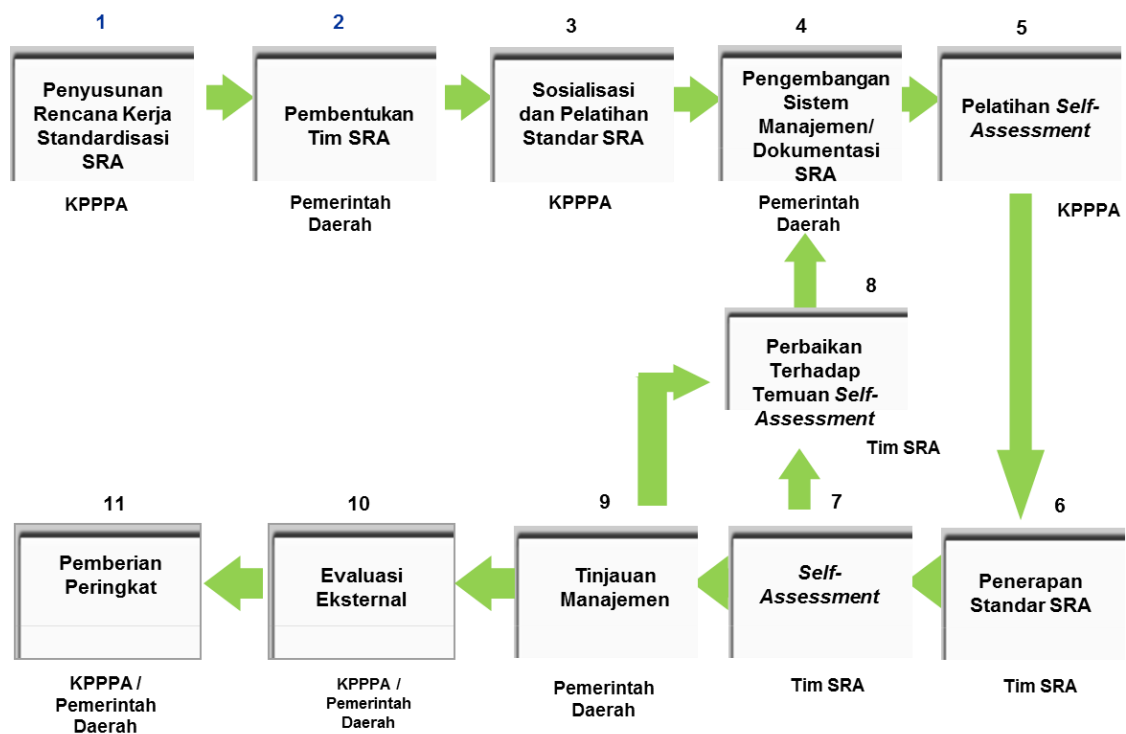 1
2
3
4
5
Penyusunan
Rencana Kerja
Standardisasi
SRA
Pembentukan
Tim SRA
Sosialisasi
dan Pelatihan
Standar SRA
Pengembangan
Sistem
Manajemen/
Dokumentasi
SRA
Pelatihan Self-
Assessment
KPPPA
Pemerintah
Daerah
KPPPA
Pemerintah
Daerah
KPPPA
8
Perbaikan
Terhadap
Temuan Self-
Assessment
Tim SRA
11
10
9
7
6
Pemberian
Peringkat
Evaluasi
Eksternal
Tinjauan
Manajemen
Self-
Assessment
Penerapan
Standar SRA
KPPPA /
Pemerintah
Daerah
KPPPA /
Pemerintah
Daerah
Pemerintah
Daerah
Tim SRA
Tim SRA